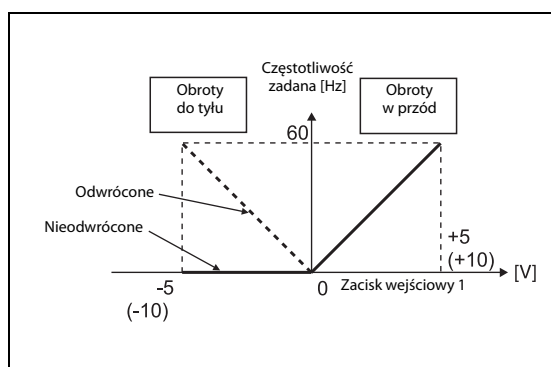 Częstotliwość
zadana [Hz]
Obroty
do tyłu
Obroty
w przód
60
Odwrócone
Nieodwrócone
+5
(+10)
[V]
-5
(-10)
0
Zacisk wejściowy 1